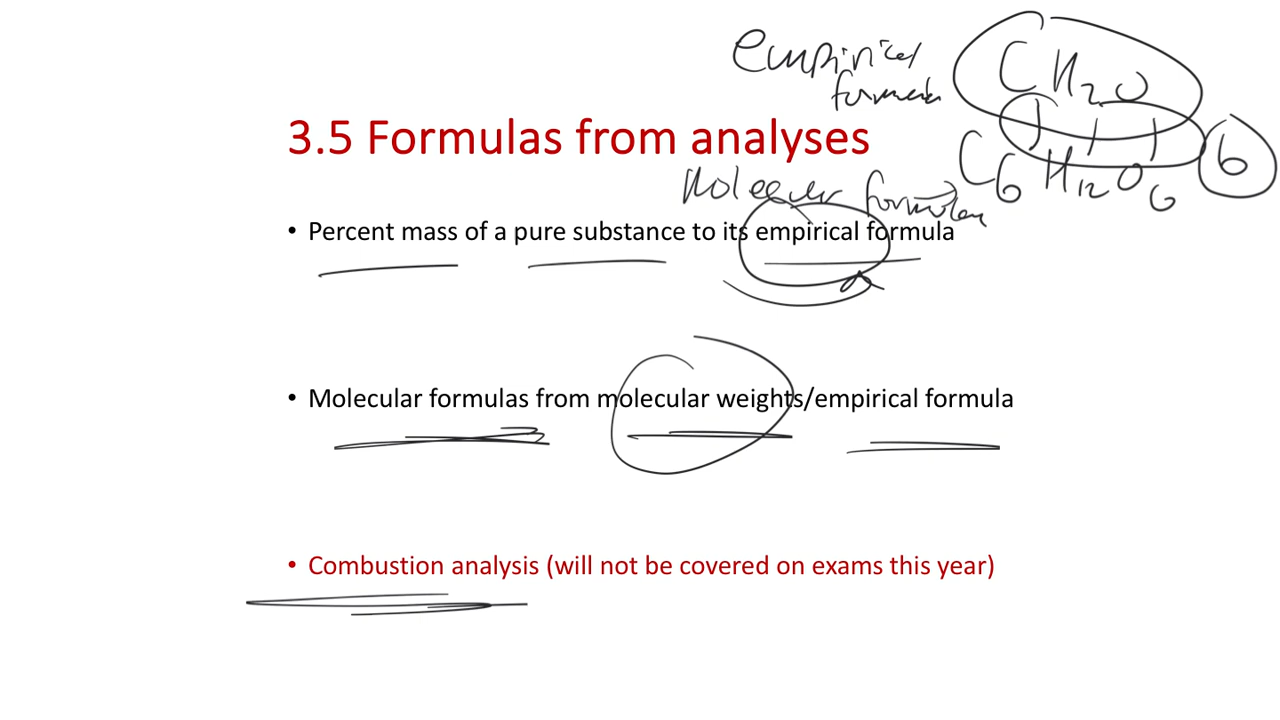 empirical
formula
CH2O
3.5 Formulas from analyses
C6H12O6
6
Molecular formulas
• Percent mass of a pure substance to its empirical formula
• Molecular formulas from molecular weights/empirical formula
• Combustion analysis (will not be covered on exams this year)